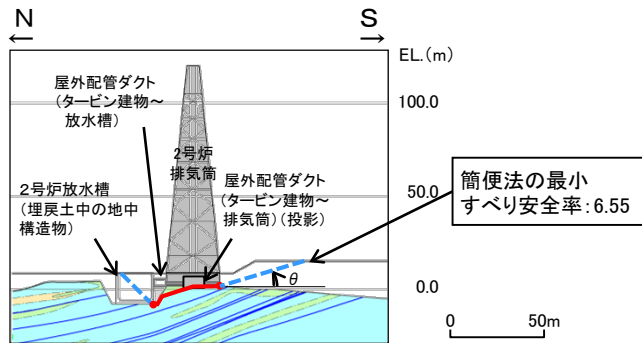 N
S
EL.(m)
屋外配管ダクト
(タービン建物～
放水槽)
100.0
2号炉
排気筒
2号炉放水槽
(埋戻土中の地中
構造物)
屋外配管ダクト
(タービン建物～
排気筒)(投影)
50.0
簡便法の最小
すべり安全率:6.55
θ
0.0
0
50m